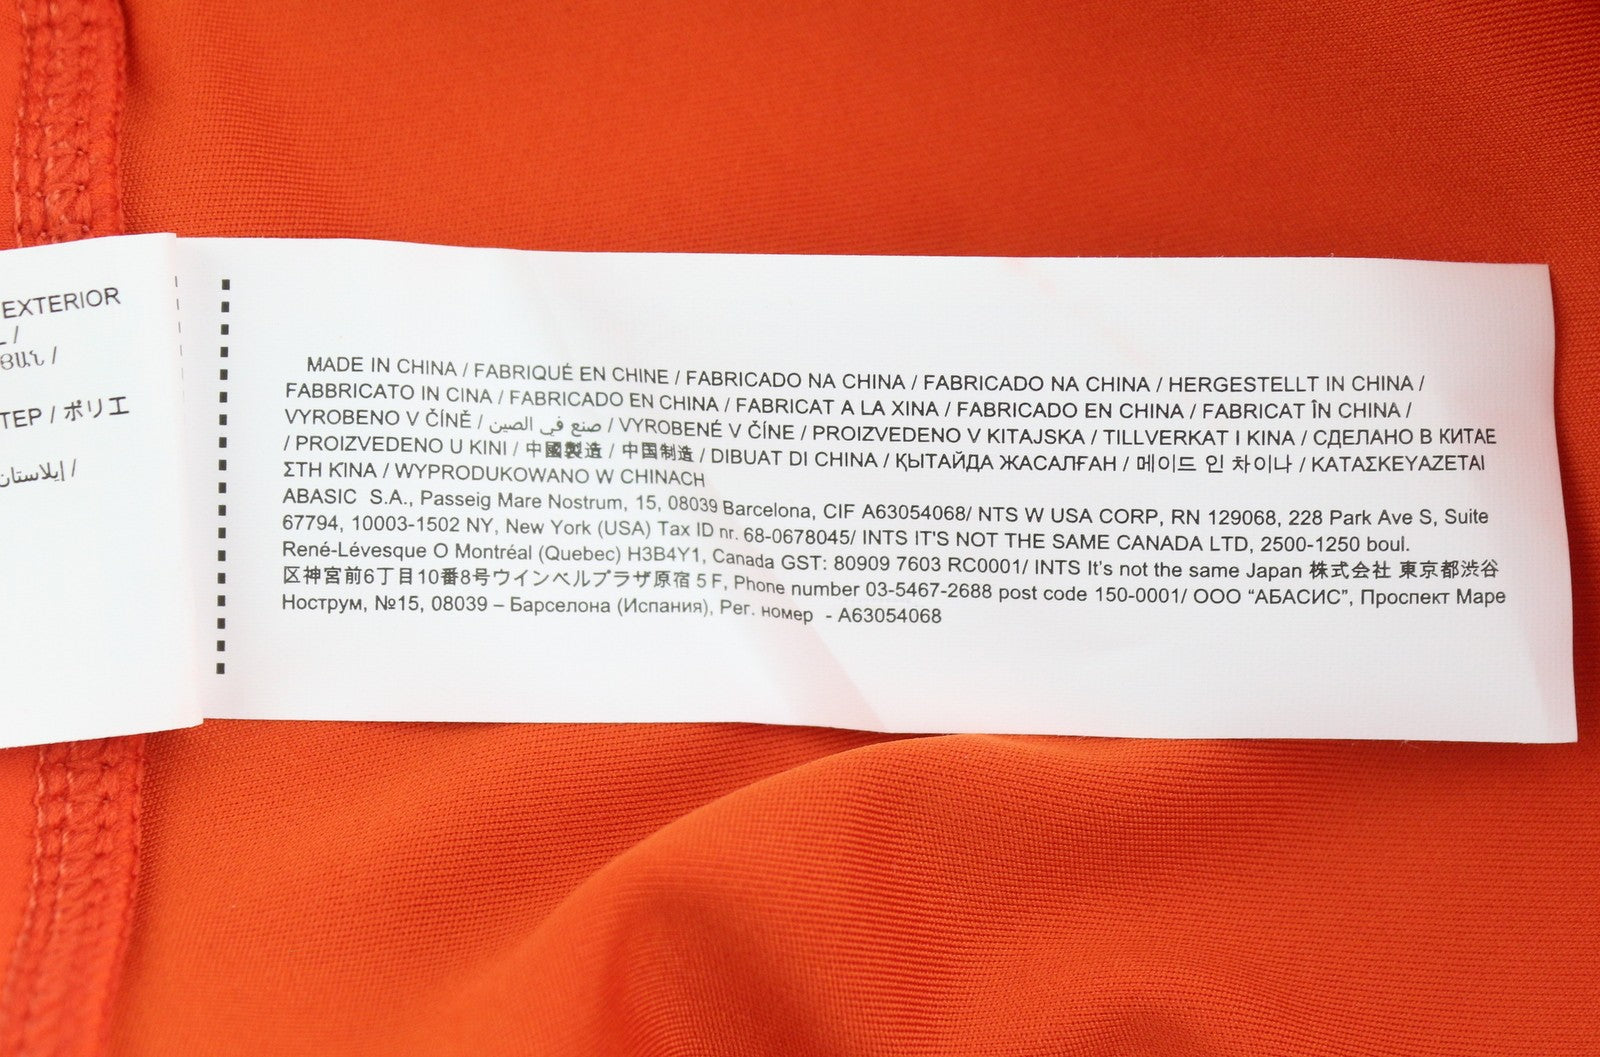 EXTERIOR
/
ՅԱՆ /
TEP / ポリエ
إيلاستان /
MADE IN CHINA / FABRIQUÉ EN CHINE / FABRICADO NA CHINA / FABRICADO NA CHINA / HERGESTELLT IN CHINA /
FABBRICATO IN CINA / FABRICADO EN CHINA / FABRICAT A LA XINA / FABRICADO EN CHINA / FABRICAT ÎN CHINA /
VYROBENO V ČÍNĚ / صنع في الصين / VYROBENÉ V ČÍNE / PROIZVEDENO V KITAJSKA / TILLVERKAT I KINA / СДЕЛАНО В КИТАЕ
/ PROIZVEDENO U KINI / 中國製造 / 中国制造 / DIBUAT DI CHINA / ҚЫТАЙДА ЖАСАЛҒАН / 메이드 인 차이나 / ΚΑΤΑΣΚΕΥΑΖΕΤΑΙ
ΣΤΗ ΚΊΝΑ / WYPRODUKOWANO W CHINACH
ABASIC S.A., Passeig Mare Nostrum, 15, 08039 Barcelona, CIF A63054068/ NTS W USA CORP, RN 129068, 228 Park Ave S, Suite
67794, 10003-1502 NY, New York (USA) Tax ID nr. 68-0678045/ INTS IT'S NOT THE SAME CANADA LTD, 2500-1250 boul.
René-Lévesque O Montréal (Quebec) H3B4Y1, Canada GST: 80909 7603 RC0001/ INTS It's not the same Japan 株式会社 東京都渋谷
区神宮前6丁目10番8号ウインベルプラザ原宿 5 F, Phone number 03-5467-2688 post code 150-0001/ ООО “АБАСИС”, Проспект Маре
Нострум, №15, 08039 – Барселона (Испания), Рег. номер - A63054068